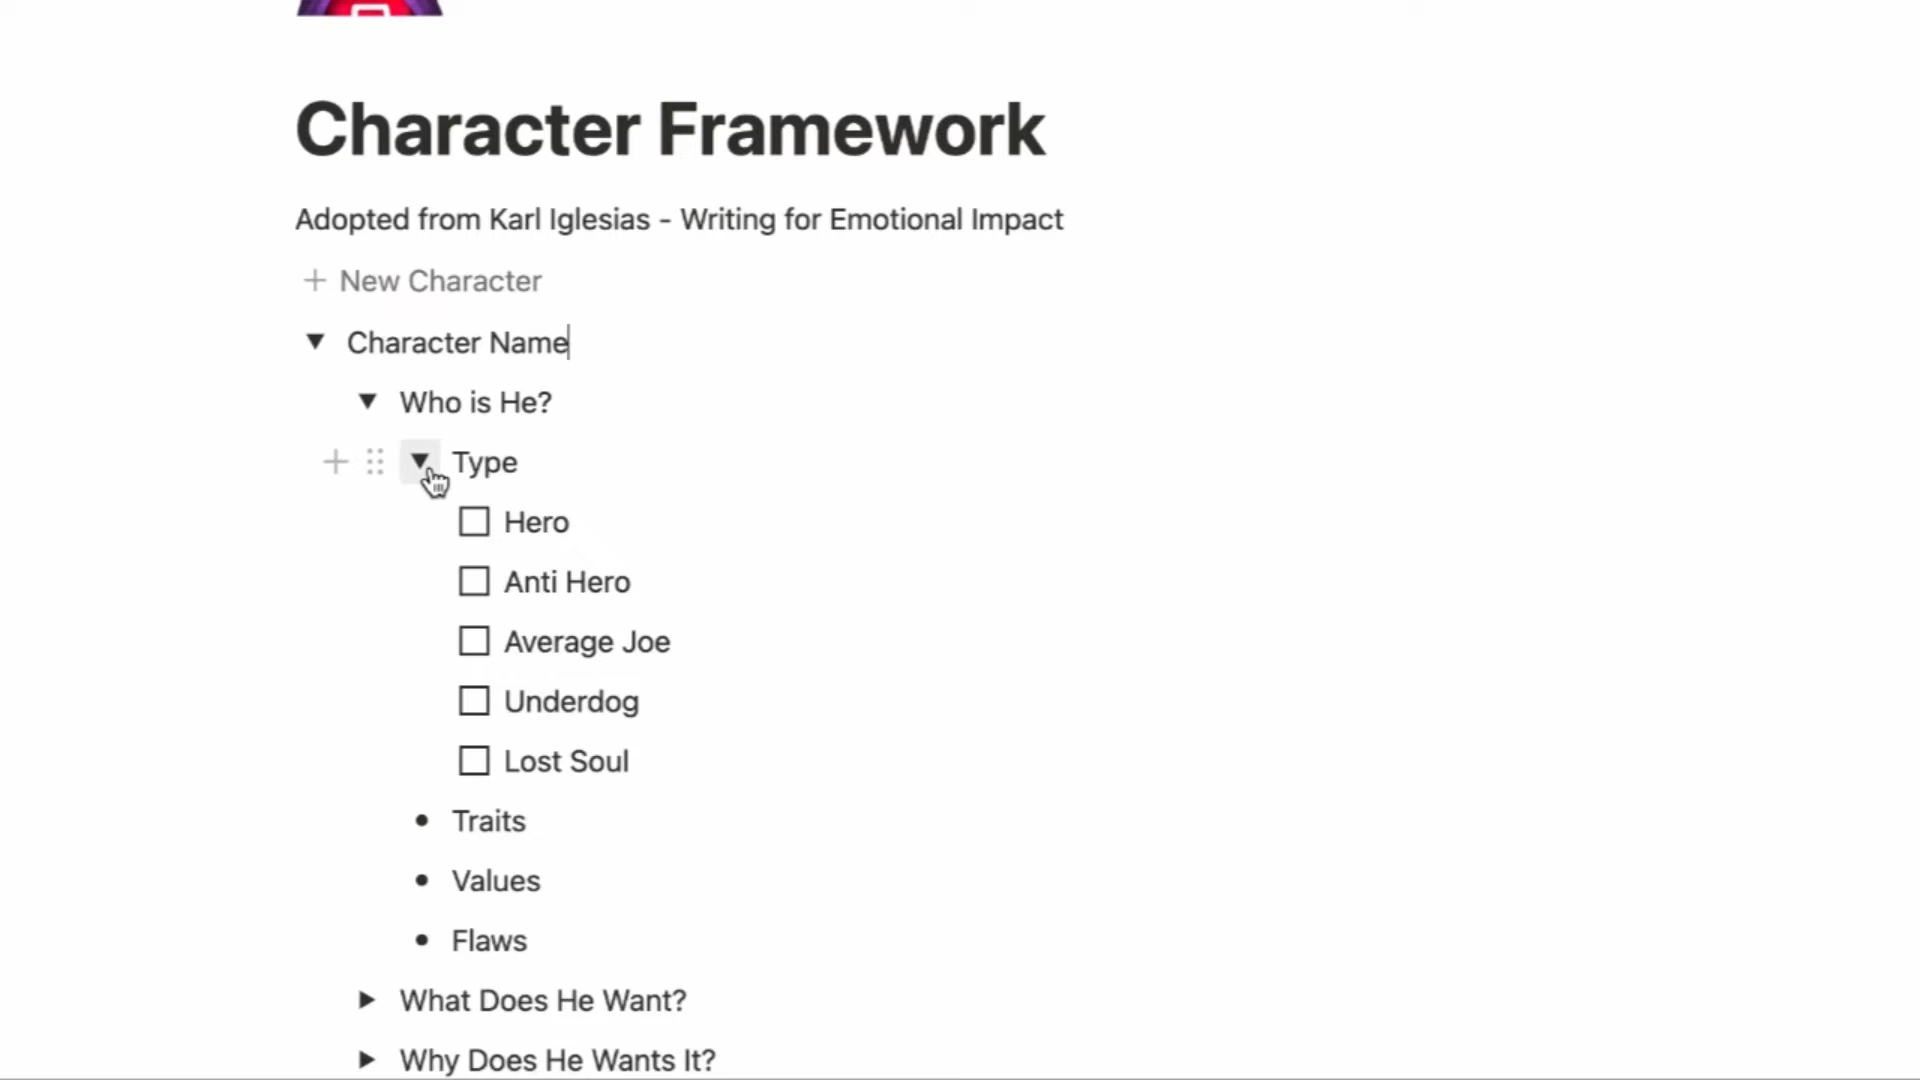 Character Framework
Adopted from Karl Iglesias - Writing for Emotional Impact
New Character
Character Name
Who is He?
Type
Hero
Anti Hero
Average Joe
Underdog
Lost Soul
Traits
Values
Flaws
What Does He Want?
Why Does He Wants It?